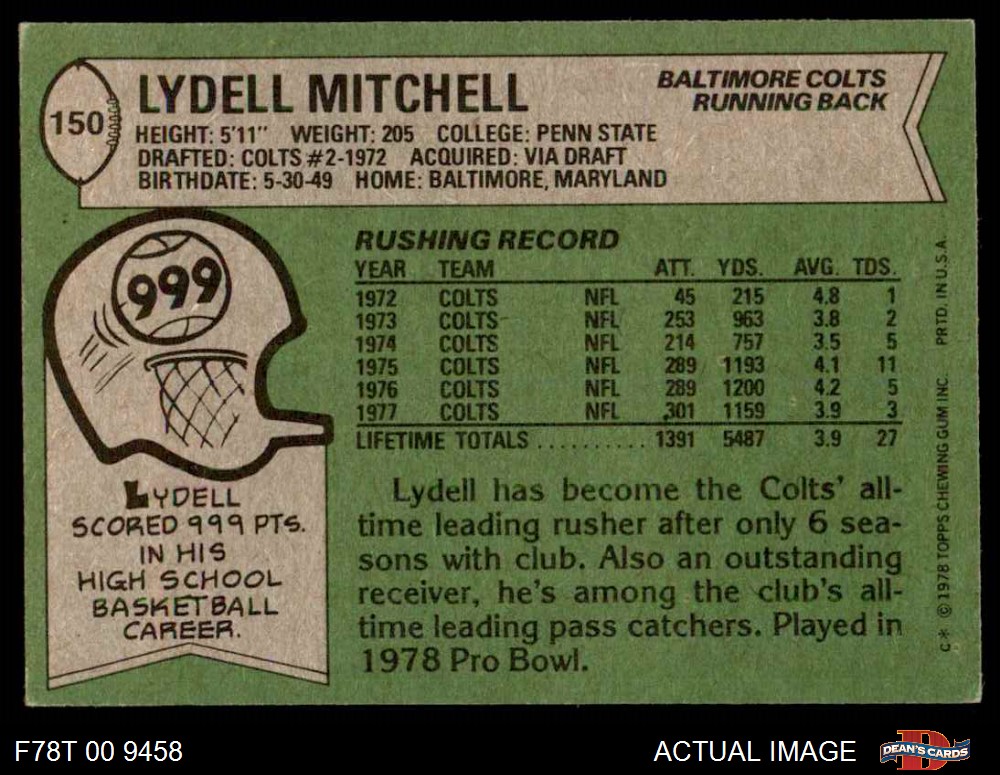 150
LYDELL MITCHELL
BALTIMORE COLTS
RUNNING BACK
HEIGHT: 5'11" WEIGHT: 205 COLLEGE: PENN STATE
DRAFTED: COLTS #2-1972 ACQUIRED: VIA DRAFT
BIRTHDATE: 5-30-49 HOME: BALTIMORE, MARYLAND
999
LYDELL
SCORED 999 PTS.
IN HIS
HIGH SCHOOL
BASKETBALL
CAREER.
RUSHING RECORD
YEAR TEAM ATT. YDS. AVG. TDS.
1972 COLTS NFL 45 215 4.8 1
1973 COLTS NFL 253 963 3.8 2
1974 COLTS NFL 214 757 3.5 5
1975 COLTS NFL 289 1193 4.1 11
1976 COLTS NFL 289 1200 4.2 5
1977 COLTS NFL 301 1159 3.9 3
LIFETIME TOTALS .......... 1391 5487 3.9 27
Lydell has become the Colts' all-
time leading rusher after only 6 sea-
sons with club. Also an outstanding
receiver, he's among the club's all-
time leading pass catchers. Played in
1978 Pro Bowl.
C* © 1978 TOPPS CHEWING GUM INC. PRTD. IN U.S.A.
F78T 00 9458
ACTUAL IMAGE
DEAN'S CARDS